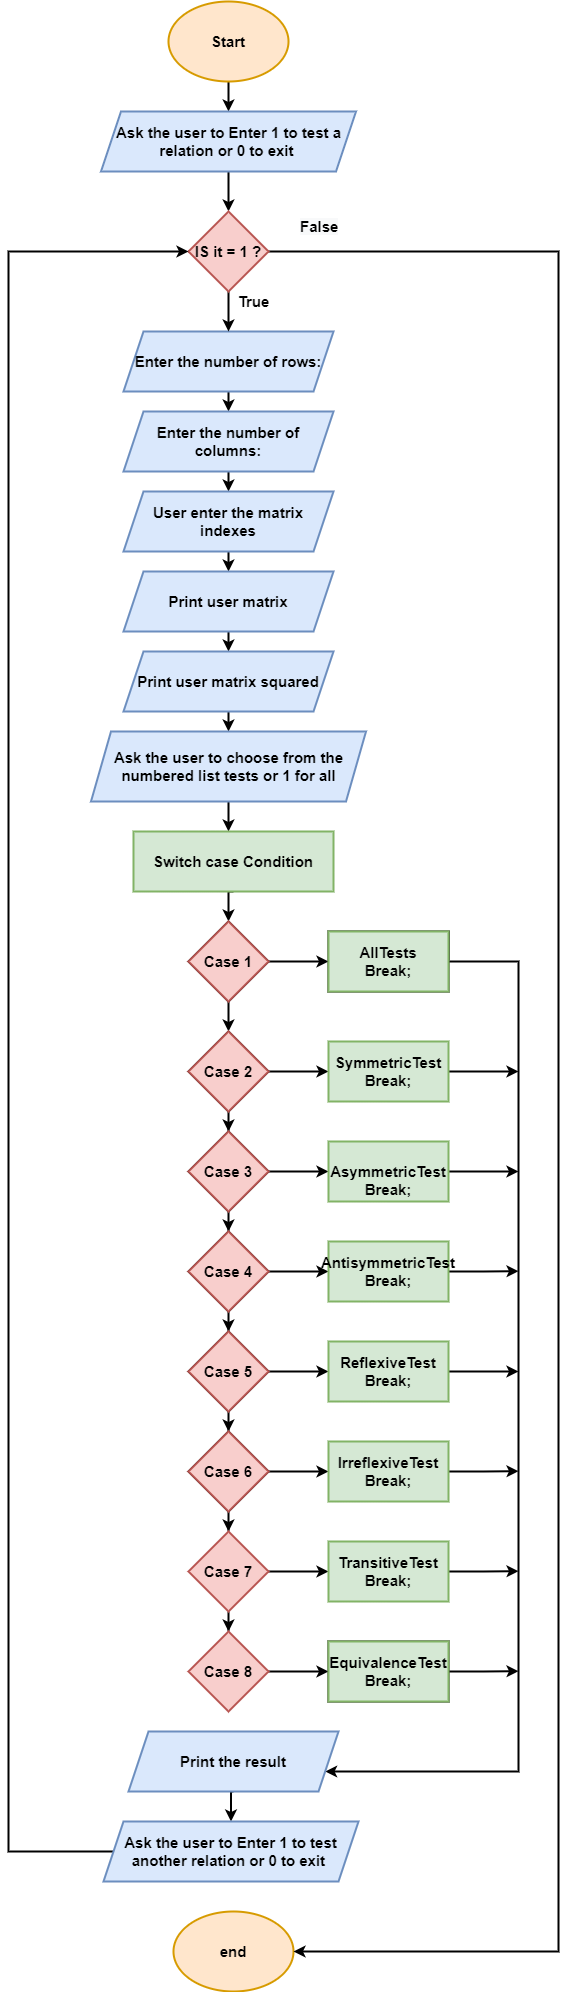 Start
Ask the user to Enter 1 to test a
relation or 0 to exit
IS it = 1 ?
False
True
Enter the number of rows:
Enter the number of
columns:
User enter the matrix
indexes
Print user matrix
Print user matrix squared
Ask the user to choose from the
numbered list tests or 1 for all
Switch case Condition
Case 1
AllTests
Break;
Case 2
SymmetricTest
Break;
Case 3
AsymmetricTest
Break;
Case 4
AntisymmetricTest
Break;
Case 5
ReflexiveTest
Break;
Case 6
IrreflexiveTest
Break;
Case 7
TransitiveTest
Break;
Case 8
EquivalenceTest
Break;
Print the result
Ask the user to Enter 1 to test
another relation or 0 to exit
end